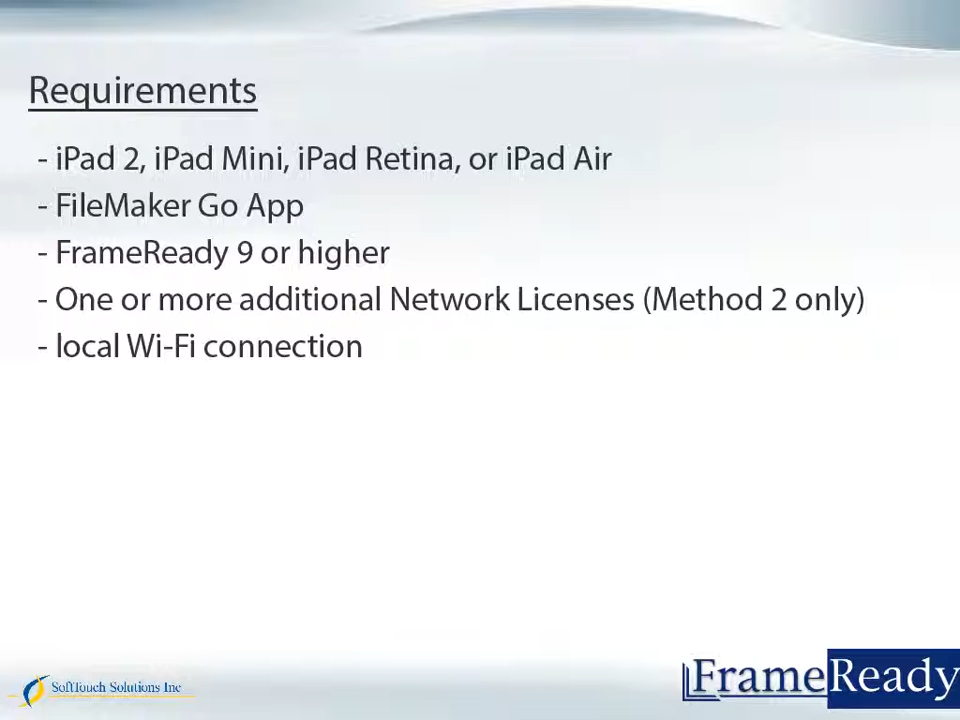 Requirements
- iPad 2, iPad Mini, iPad Retina, or iPad Air
- FileMaker Go App
- FrameReady 9 or higher
- One or more additional Network Licenses (Method 2 only)
- local Wi-Fi connection
SoftTouch Solutions Inc
FrameReady